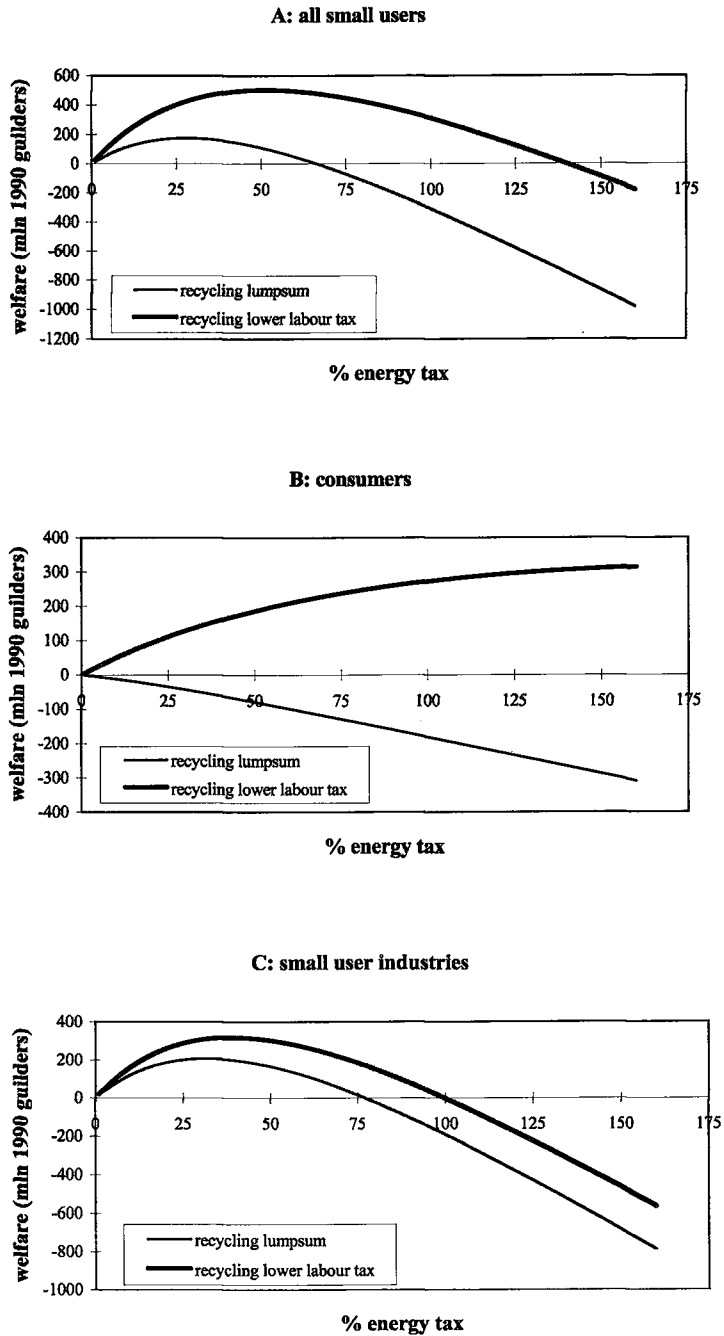 A: all small users
600
400
200
0
-200
-400
-600
-800
-1000
-1200
0 25 50 75 100 125 150 175
welfare (mln 1990 guilders)
recycling lumpsum
recycling lower labour tax
% energy tax
B: consumers
400
300
200
100
0
-100
-200
-300
-400
0 25 50 75 100 125 150 175
welfare (mln 1990 guilders)
recycling lumpsum
recycling lower labour tax
% energy tax
C: small user industries
400
200
0
-200
-400
-600
-800
-1000
0 25 50 75 100 125 150 175
welfare (mln 1990 guilders)
recycling lumpsum
recycling lower labour tax
% energy tax